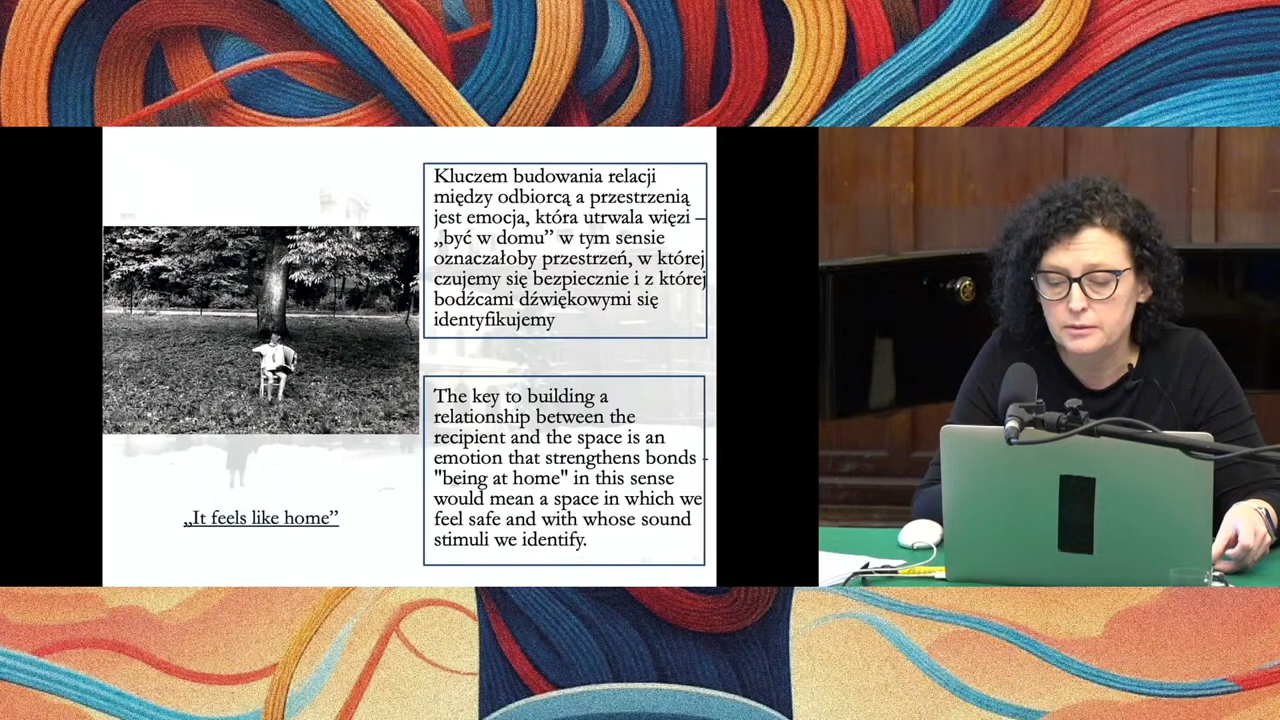 Kluczem budowania relacji
między odbiorcą a przestrzenią
jest emocja, która utrwala więzi –
„być w domu” w tym sensie
oznaczałoby przestrzeń, w której
czujemy się bezpiecznie i z której
bodźcami dźwiękowymi się
identyfikujemy
The key to building a
relationship between the
recipient and the space is an
emotion that strengthens bonds -
"being at home" in this sense
would mean a space in which we
feel safe and with whose sound
stimuli we identify.
„It feels like home”